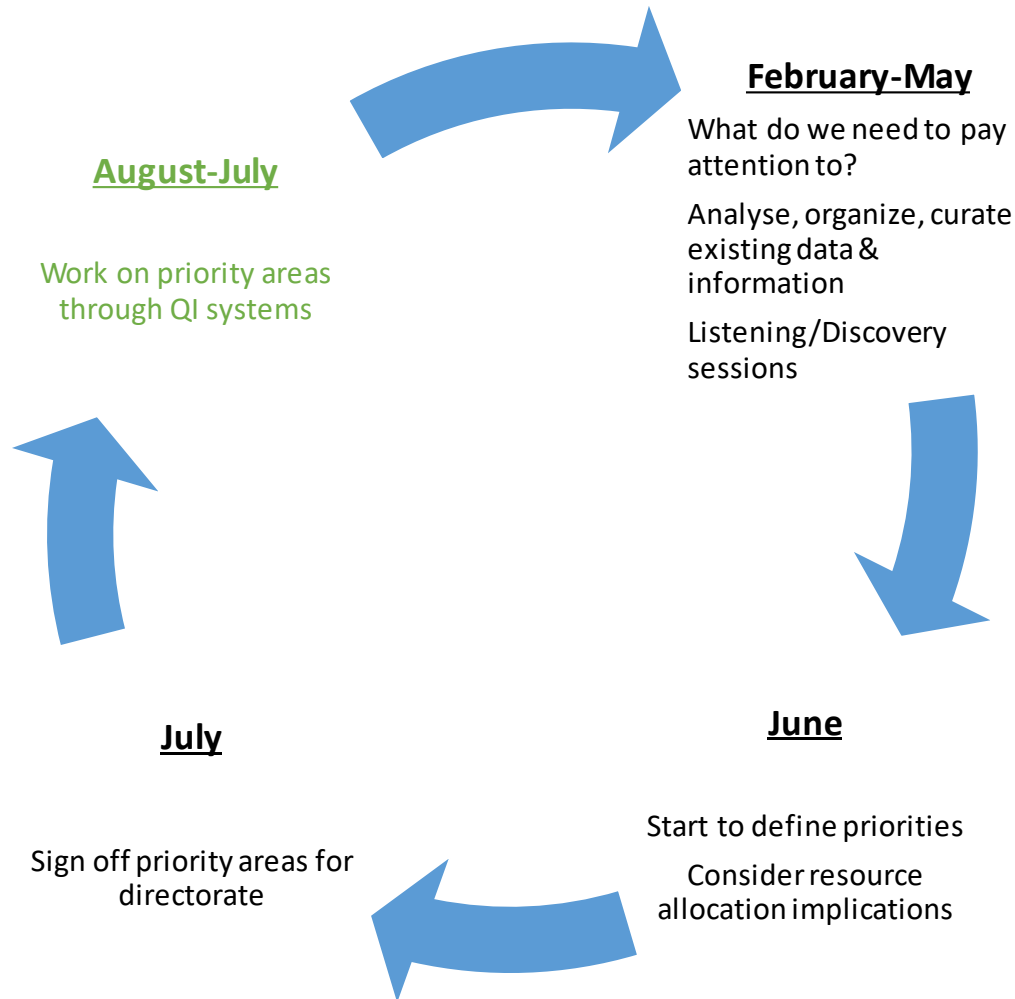 February-May
What do we need to pay
attention to?
Analyse, organize, curate
existing data &
information
Listening/Discovery
sessions
June
Start to define priorities
Consider resource
allocation implications
July
Sign off priority areas for
directorate
August-July
Work on priority areas
through QI systems